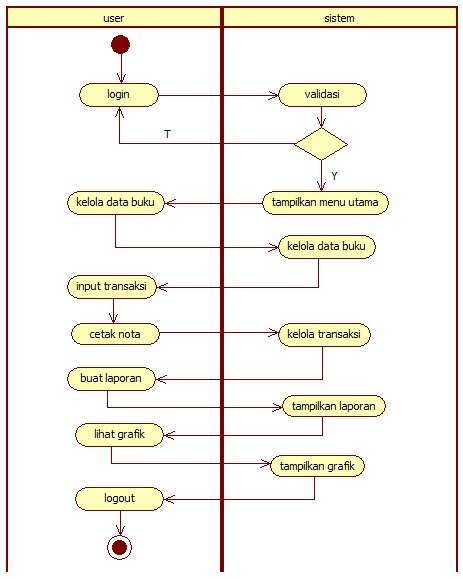 user
sistem
login
validasi
T
Y
kelola data buku
tampilkan menu utama
kelola data buku
input transaksi
cetak nota
kelola transaksi
buat laporan
tampilkan laporan
lihat grafik
tampilkan grafik
logout